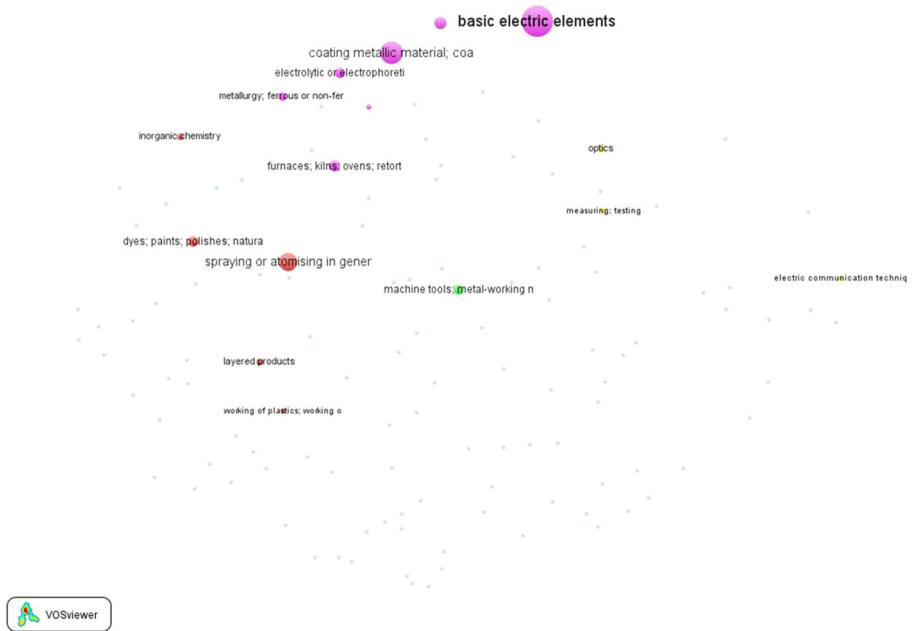 basic electric elements
coating metallic material; coa
electrolytic or electrophoreti
metallurgy; ferrous or non-fer
inorganic chemistry
optics
furnaces; kilns; ovens; retort
measuring; testing
dyes; paints; polishes; natura
spraying or atomising in gener
electric communication techniq
machine tools; metal-working n
layered products
working of plastics; working o
VOSviewer